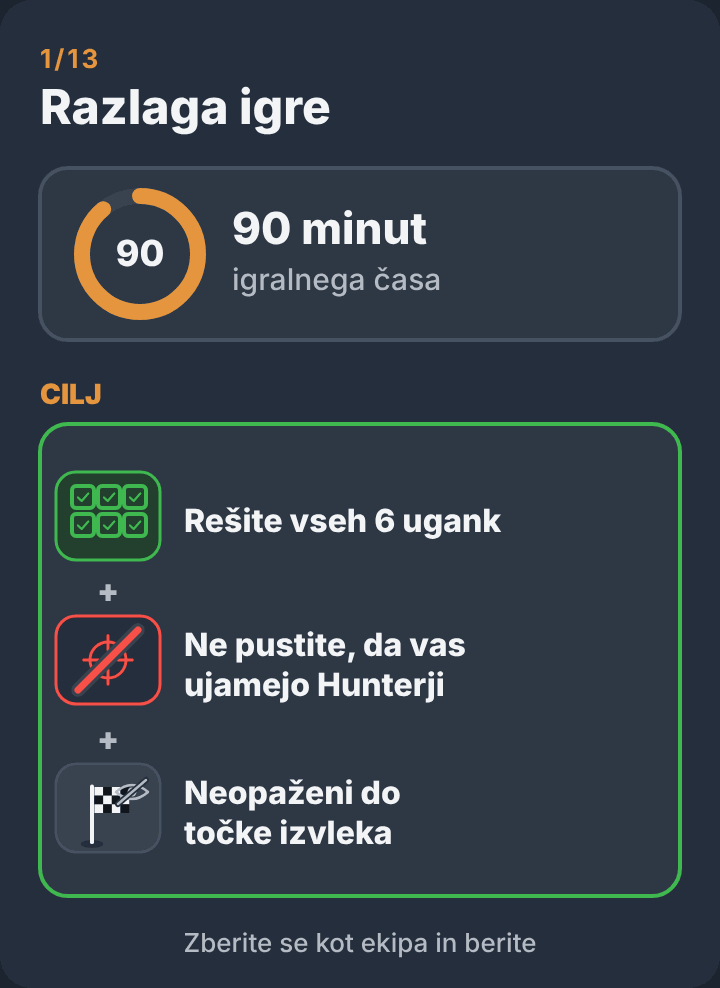 1/13
Razlaga igre
90
90 minut
igralnega časa
CILJ
Rešite vseh 6 ugank
+
Ne pustite, da vas
ujamejo Hunterji
+
Neopaženi do
točke izvleka
Zberite se kot ekipa in berite